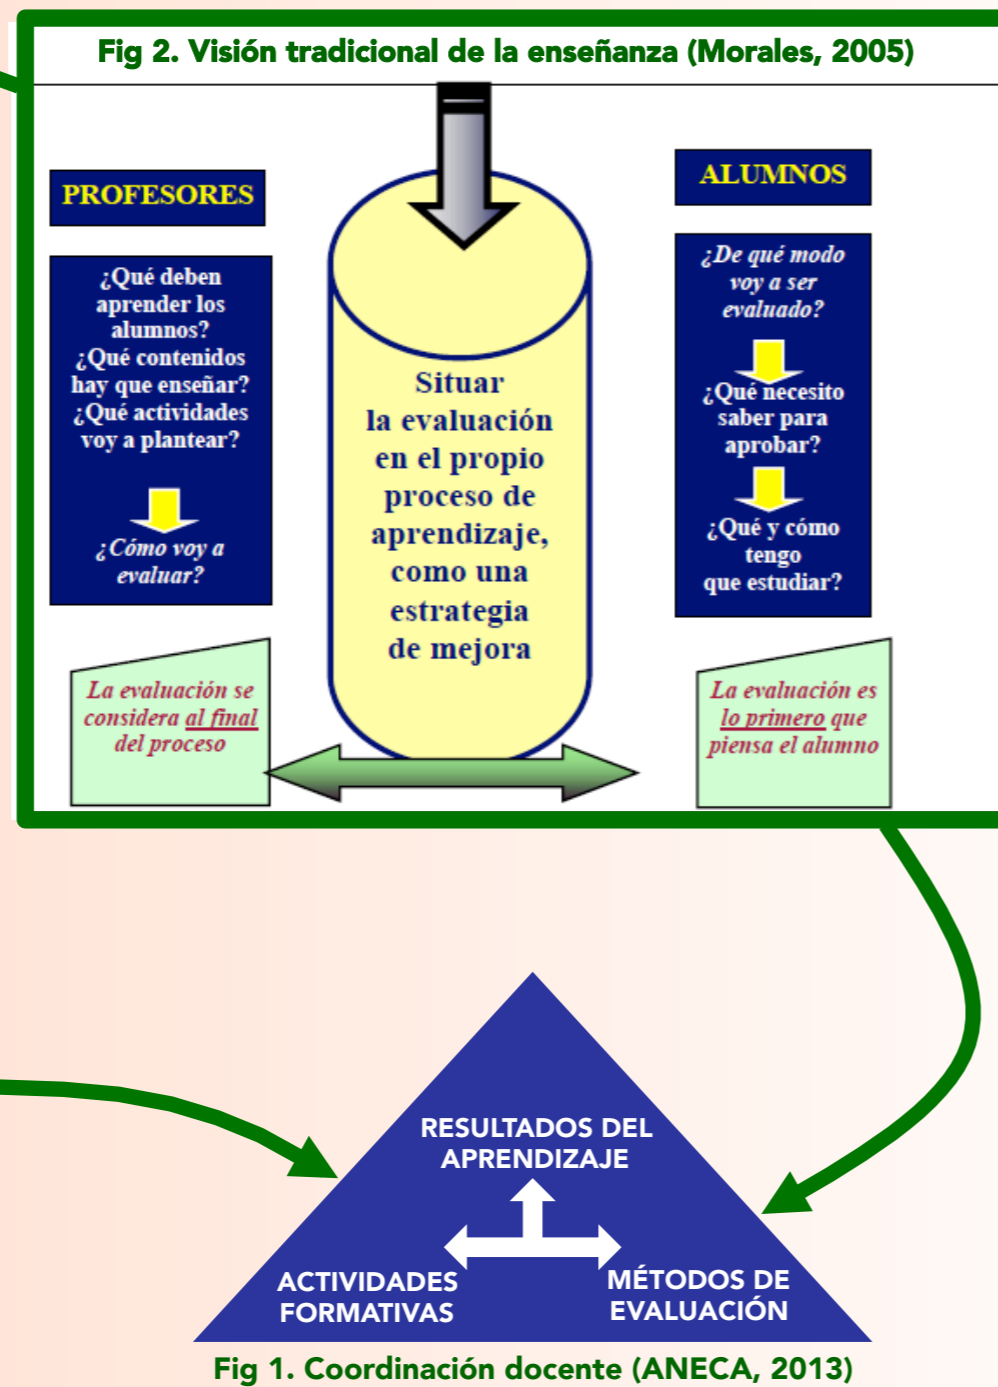 Fig 2. Visión tradicional de la enseñanza (Morales, 2005)
PROFESORES
¿Qué deben
aprender los
alumnos?
¿Qué contenidos
hay que enseñar?
¿Qué actividades
voy a plantear?
¿Cómo voy a
evaluar?
La evaluación se
considera al final
del proceso
Situar
la evaluación
en el propio
proceso de
aprendizaje,
como una
estrategia
de mejora
ALUMNOS
¿De qué modo
voy a ser
evaluado?
¿Qué necesito
saber para
aprobar?
¿Qué y cómo
tengo
que estudiar?
La evaluación es
lo primero que
piensa el alumno
RESULTADOS DEL
APRENDIZAJE
ACTIVIDADES
FORMATIVAS
MÉTODOS DE
EVALUACIÓN
Fig 1. Coordinación docente (ANECA, 2013)